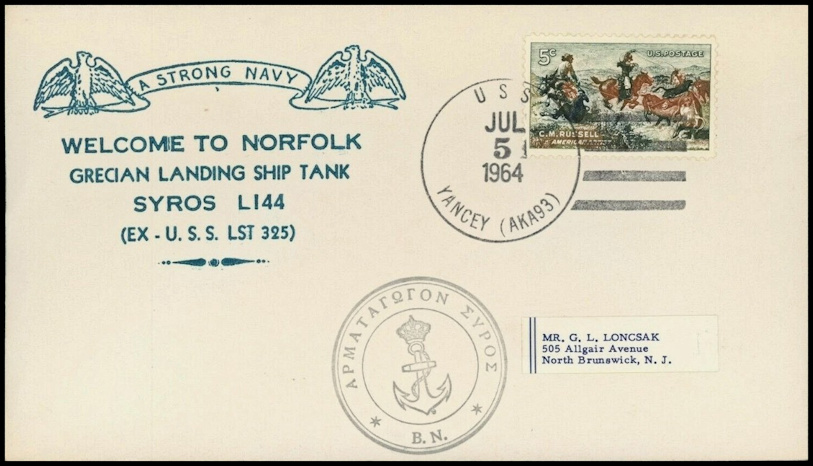 A STRONG NAVY
WELCOME TO NORFOLK
GRECIAN LANDING SHIP TANK
SYROS L144
(EX - U. S. S. LST 325)
5c
U.S. POSTAGE
C. M. RUSSELL
AMERICAN
USS
JUL
5
1964
YANCEY (AKA93)
ΑΡΜΑΤΑΓΩΓΟΝ ΣΥΡΟΣ
Β.Ν.
MR. G. L. LONCSAK
505 Allgair Avenue
North Brunswick, N. J.